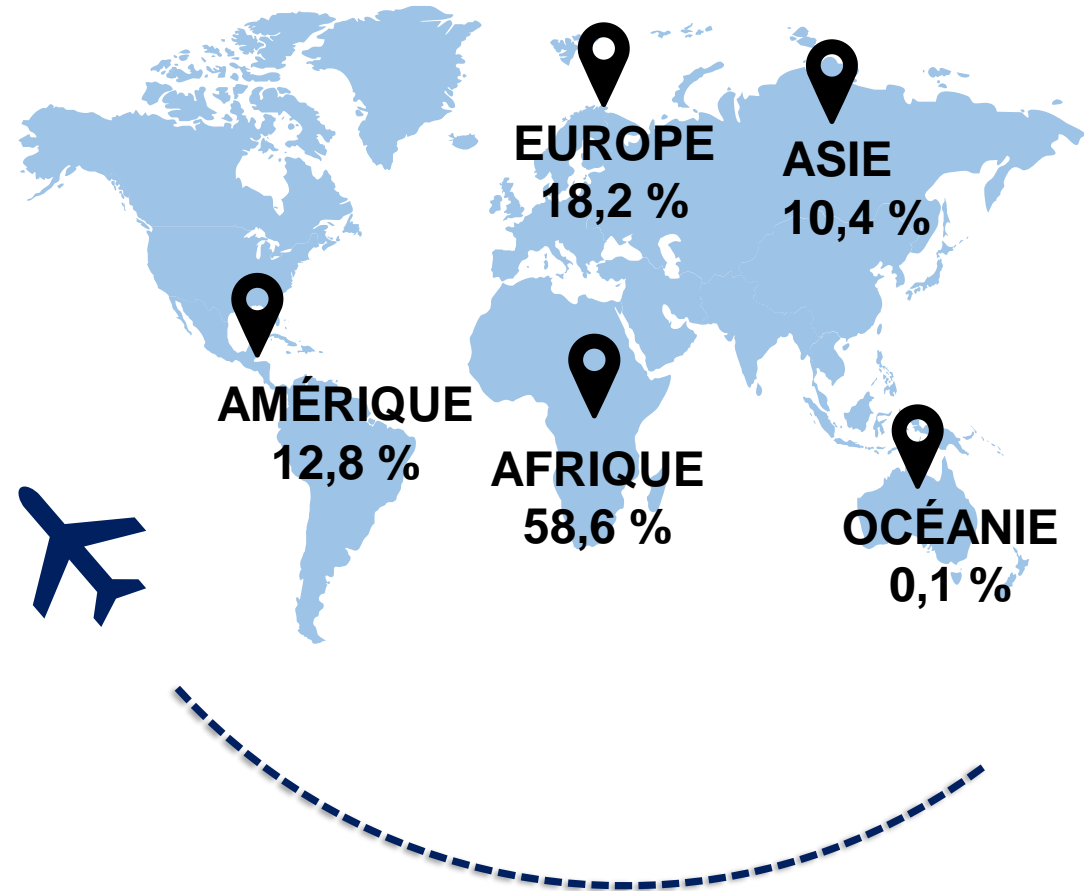 EUROPE
18,2 %
ASIE
10,4 %
AMÉRIQUE
12,8 %
AFRIQUE
58,6 %
OCÉANIE
0,1 %